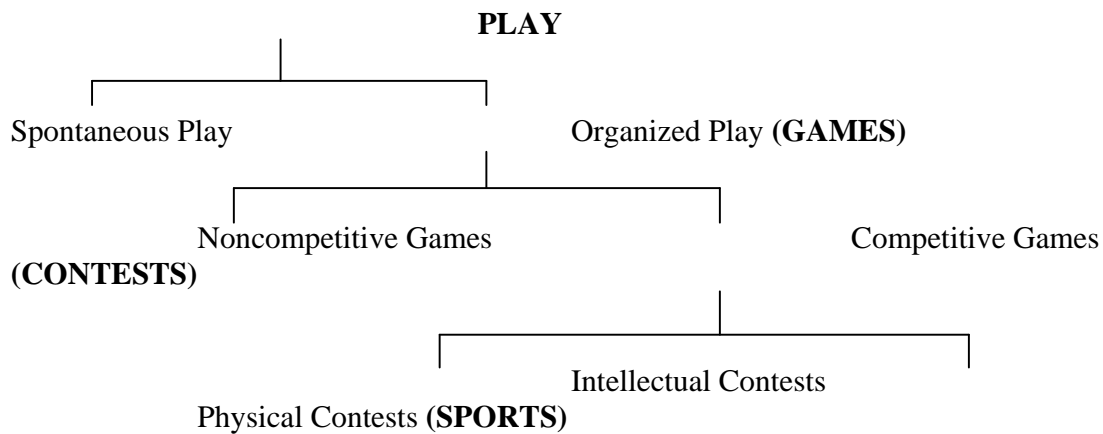 PLAY
Spontaneous Play Organized Play (GAMES)
Noncompetitive Games Competitive Games
(CONTESTS)
Intellectual Contests
Physical Contests (SPORTS)